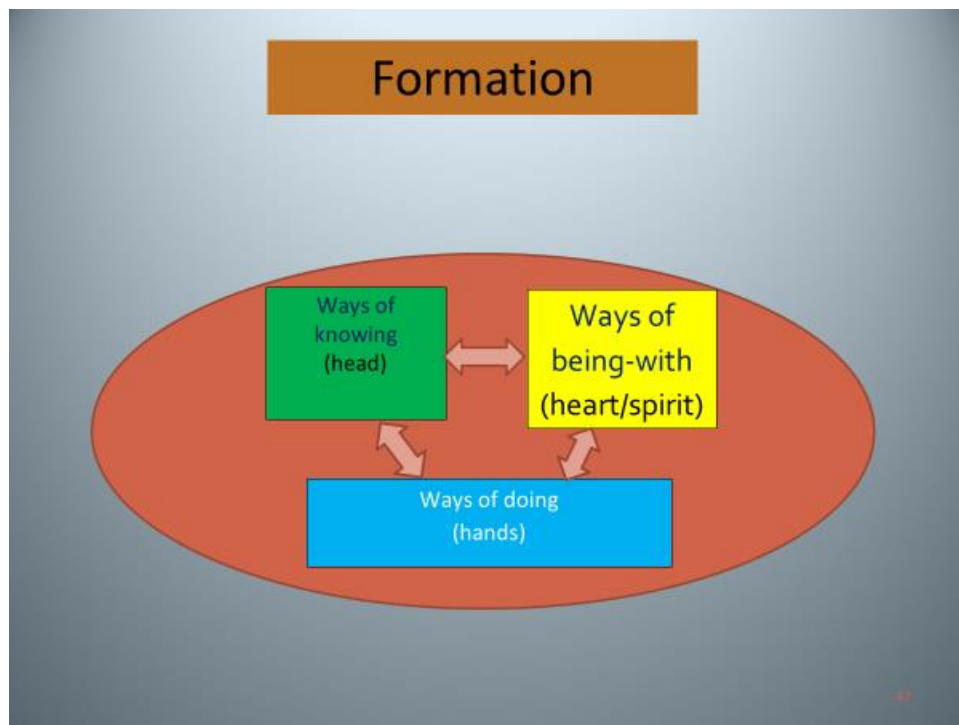 Formation
Ways of
knowing
(head)
Ways of
being-with
(heart/spirit)
Ways of doing
(hands)